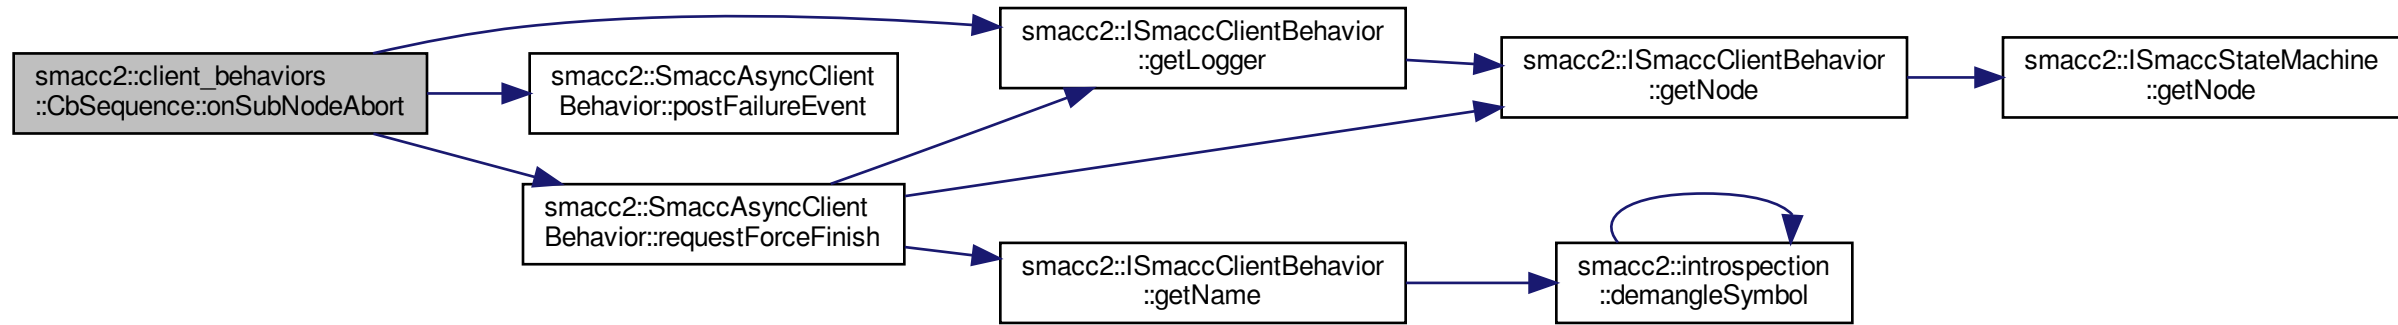 smacc2::client_behaviors
::CbSequence::onSubNodeAbort
smacc2::ISmaccClientBehavior
::getLogger
smacc2::SmaccAsyncClient
Behavior::postFailureEvent
smacc2::SmaccAsyncClient
Behavior::requestForceFinish
smacc2::ISmaccClientBehavior
::getNode
smacc2::ISmaccStateMachine
::getNode
smacc2::ISmaccClientBehavior
::getName
smacc2::introspection
::demangleSymbol